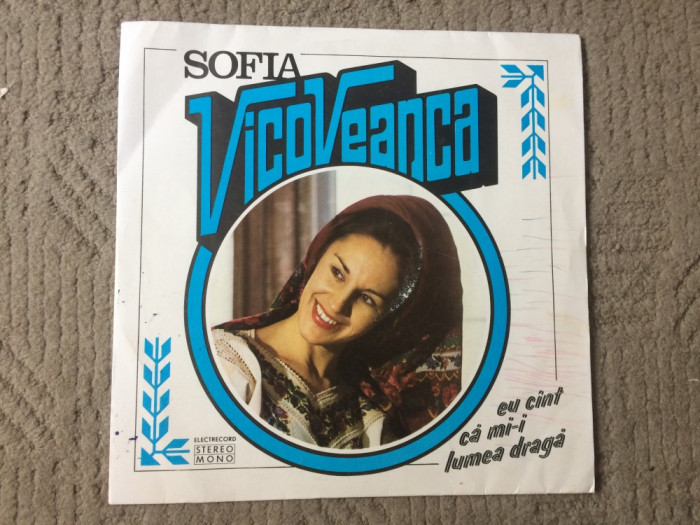 SOFIA
Vicoveanca
eu cînt
că mi-i
lumea dragă
ELECTRECORD
STEREO
MONO